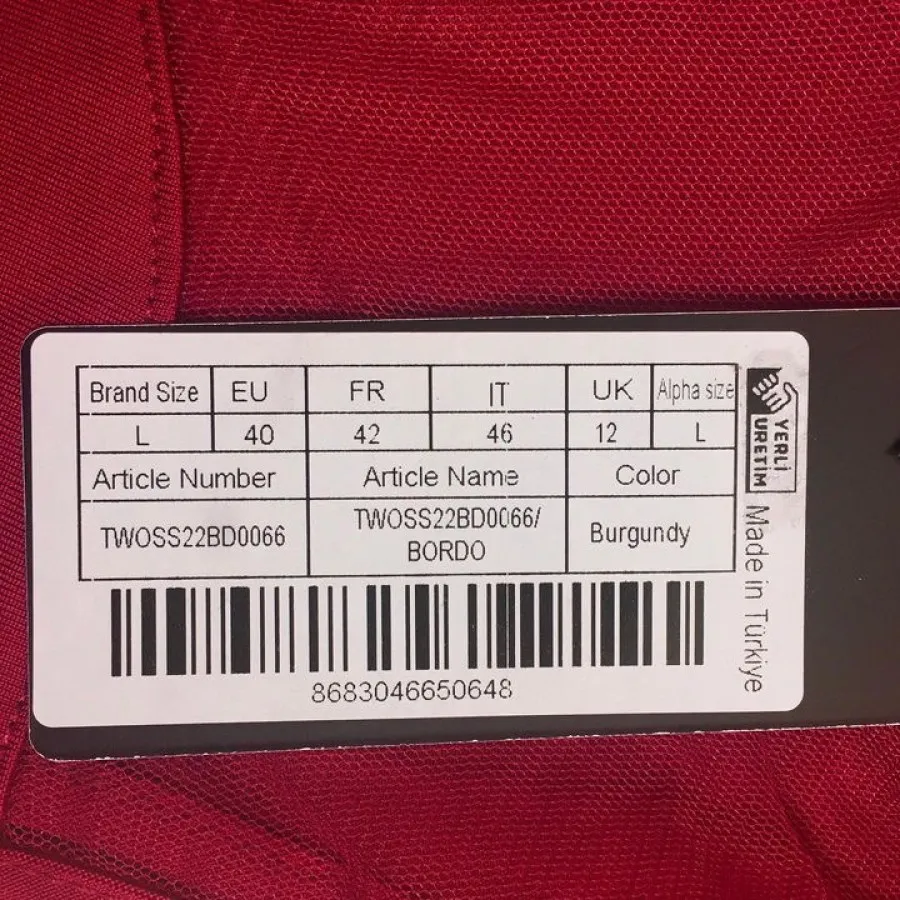 Brand Size EU FR IT UK Alpha size
L 40 42 46 12 L
Article Number Article Name Color
TWOSS22BD0066 TWOSS22BD0066/ Burgundy
BORDO
8683046650648
YERLİ
ÜRETİM
Made in Türkiye